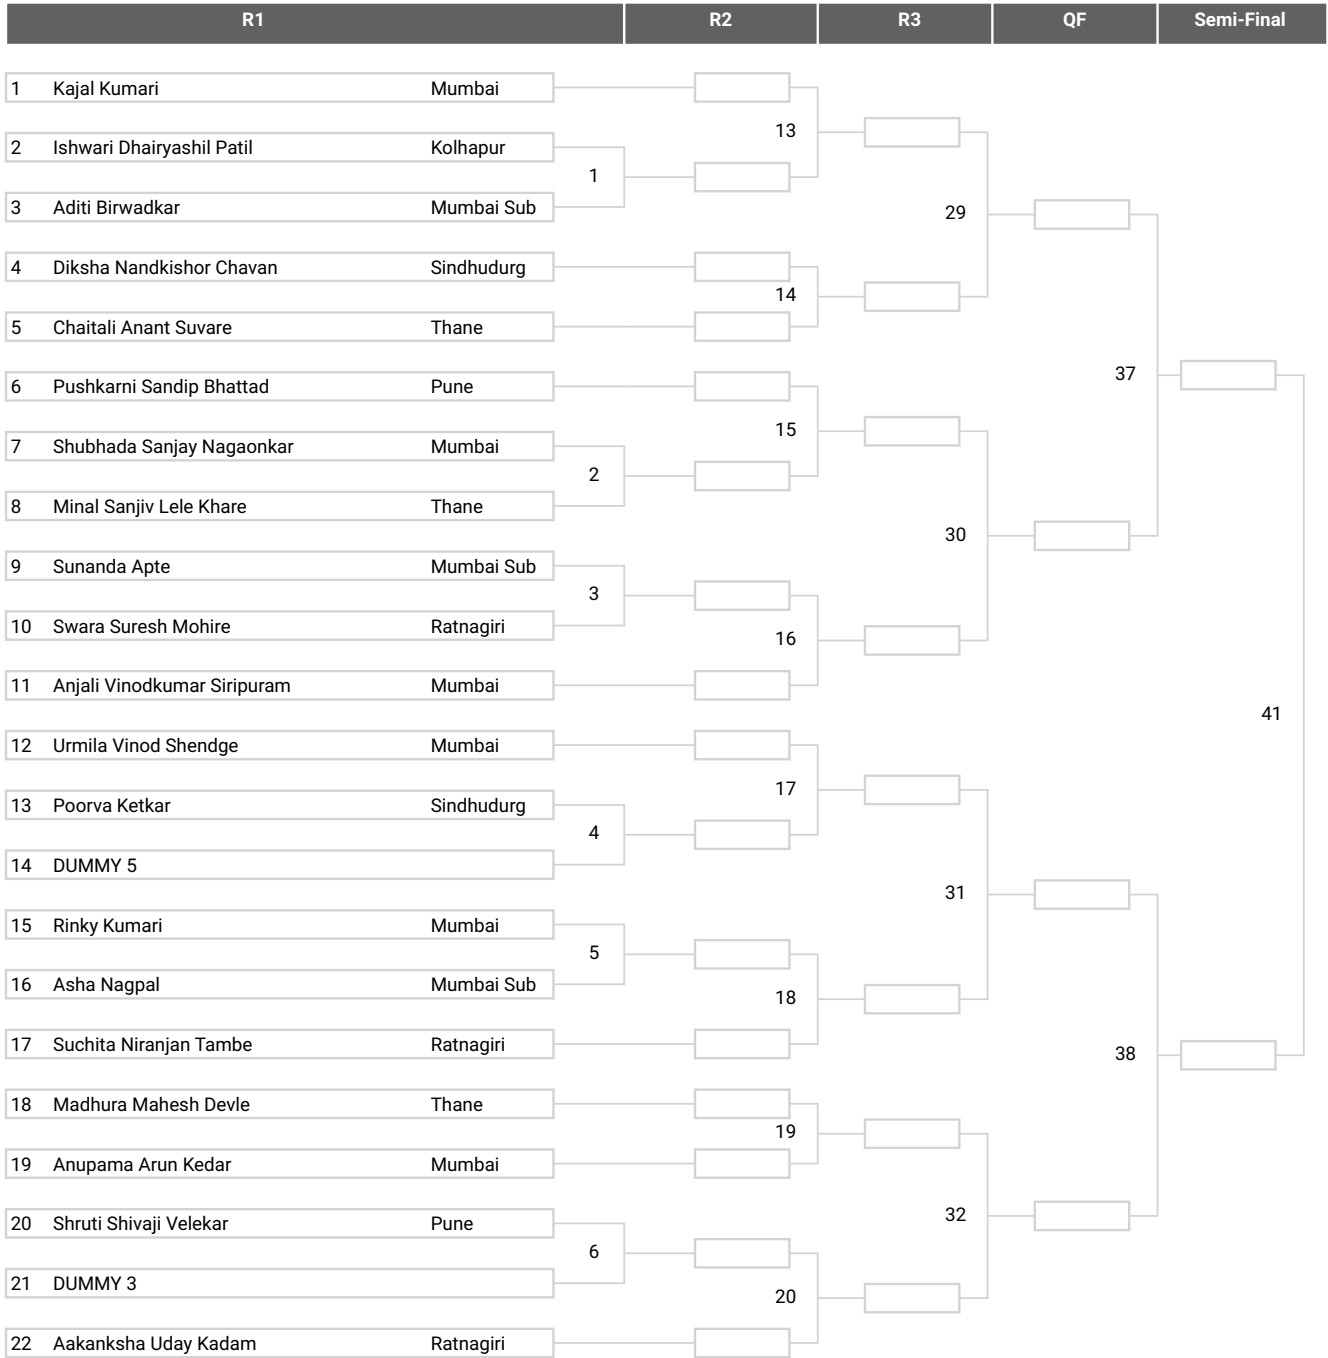 R1 R2 R3 QF Semi-Final
1 Kajal Kumari Mumbai
13
2 Ishwari Dhairyashil Patil Kolhapur
1
3 Aditi Birwadkar Mumbai Sub
29
4 Diksha Nandkishor Chavan Sindhudurg
14
5 Chaitali Anant Suvare Thane
37
6 Pushkarni Sandip Bhattad Pune
15
7 Shubhada Sanjay Nagaonkar Mumbai
2
8 Minal Sanjiv Lele Khare Thane
30
9 Sunanda Apte Mumbai Sub
3
10 Swara Suresh Mohire Ratnagiri
16
11 Anjali Vinodkumar Siripuram Mumbai
41
12 Urmila Vinod Shendge Mumbai
17
13 Poorva Ketkar Sindhudurg
4
14 DUMMY 5
31
15 Rinky Kumari Mumbai
5
16 Asha Nagpal Mumbai Sub
18
17 Suchita Niranjan Tambe Ratnagiri
38
18 Madhura Mahesh Devle Thane
19
19 Anupama Arun Kedar Mumbai
32
20 Shruti Shivaji Velekar Pune
6
21 DUMMY 3
20
22 Aakanksha Uday Kadam Ratnagiri